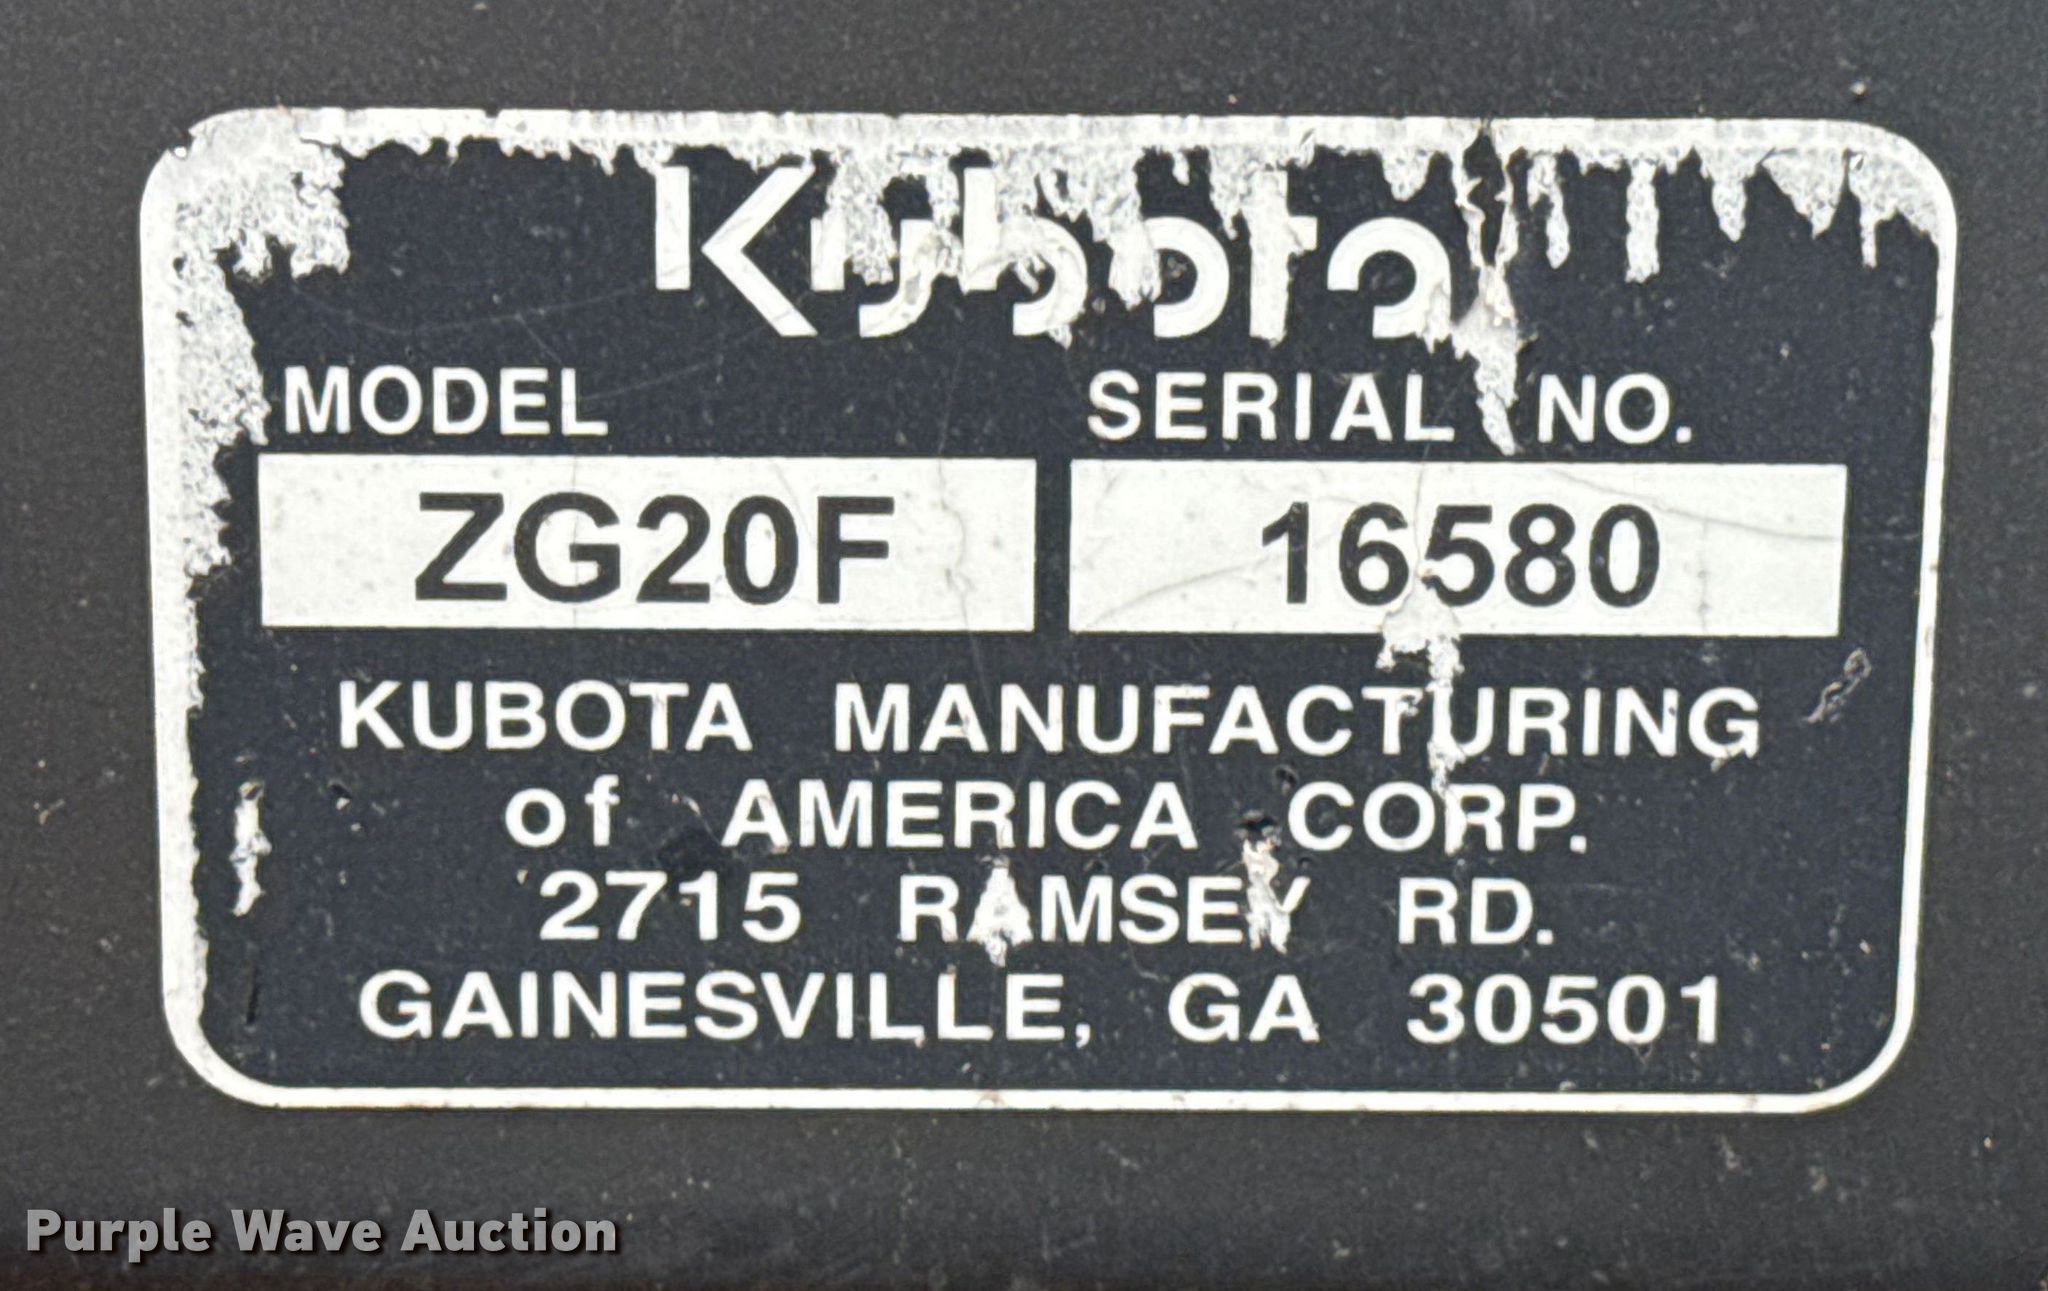 Kubota
MODEL SERIAL NO.
ZG20F 16580
KUBOTA MANUFACTURING
of AMERICA CORP.
2715 RAMSEY RD.
GAINESVILLE, GA 30501
Purple Wave Auction